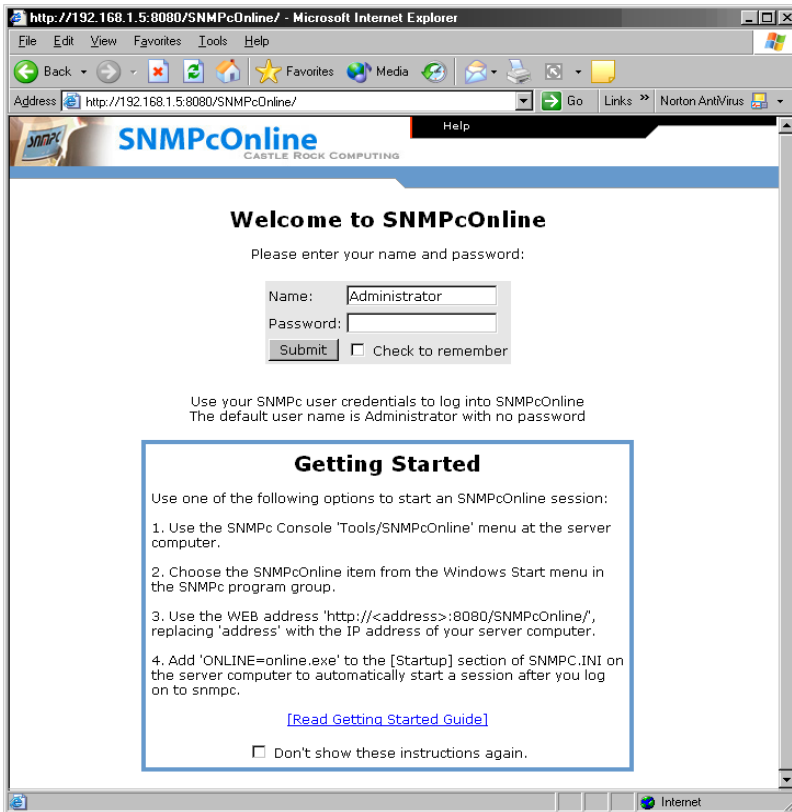 http://192.168.1.5:8080/SNMPcOnline/ - Microsoft Internet Explorer
File Edit View Favorites Tools Help
Back Favorites Media
Address http://192.168.1.5:8080/SNMPcOnline/ Go Links » Norton AntiVirus
Help
snmpc
SNMPcOnline
CASTLE ROCK COMPUTING
Welcome to SNMPcOnline
Please enter your name and password:
Name: Administrator
Password:
Submit Check to remember
Use your SNMPc user credentials to log into SNMPcOnline
The default user name is Administrator with no password
Getting Started
Use one of the following options to start an SNMPcOnline session:
1. Use the SNMPc Console 'Tools/SNMPcOnline' menu at the server
computer.
2. Choose the SNMPcOnline item from the Windows Start menu in
the SNMPc program group.
3. Use the WEB address 'http://<address>:8080/SNMPcOnline/',
replacing 'address' with the IP address of your server computer.
4. Add 'ONLINE=online.exe' to the [Startup] section of SNMPC.INI on
the server computer to automatically start a session after you log
on to snmpc.
[Read Getting Started Guide]
Don't show these instructions again.
Internet